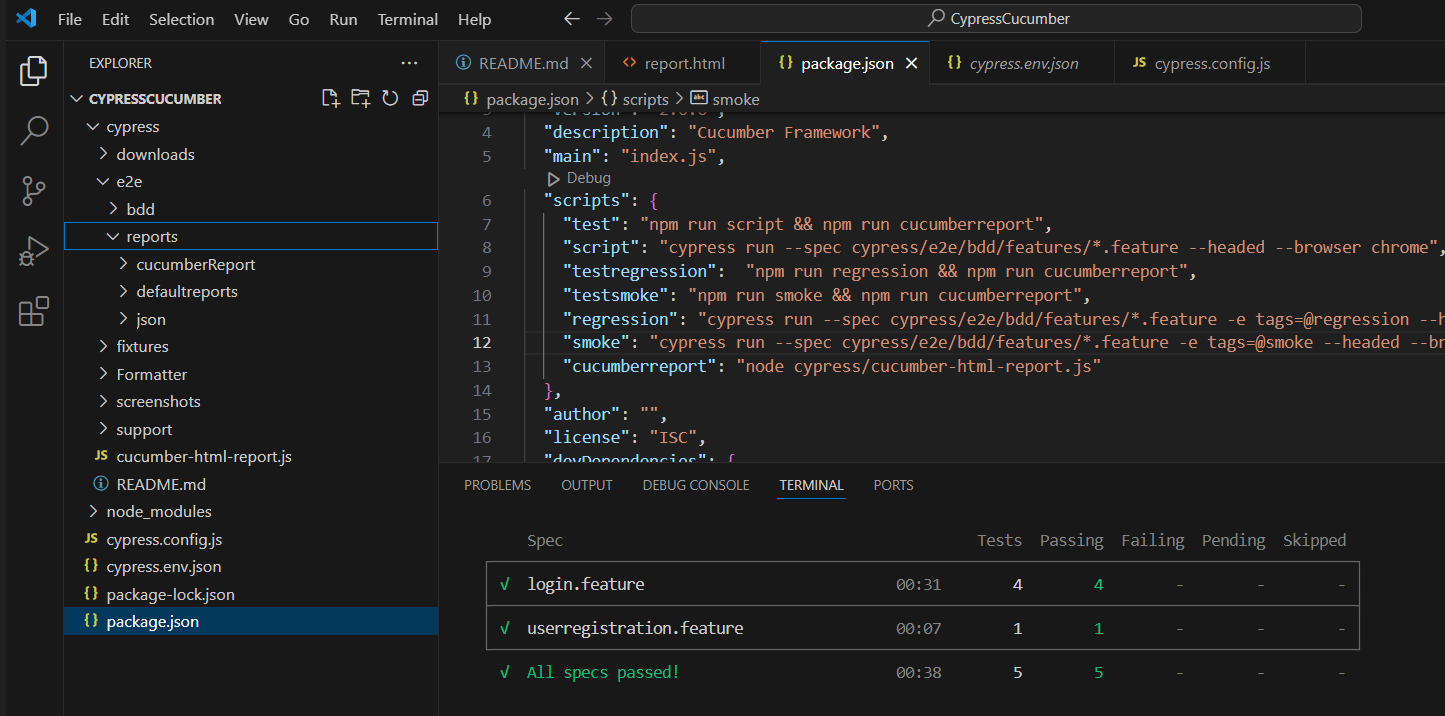 File Edit Selection View Go Run Terminal Help
CypressCucumber
EXPLORER
CYPRESSCUCUMBER
cypress
downloads
e2e
bdd
reports
cucumberReport
defaultreports
json
fixtures
Formatter
screenshots
support
JS cucumber-html-report.js
README.md
node_modules
JS cypress.config.js
{} cypress.env.json
{} package-lock.json
{} package.json
README.md
<> report.html
{} package.json
{} cypress.env.json
JS cypress.config.js
{} package.json > {} scripts > abc smoke
4 "description": "Cucumber Framework",
5 "main": "index.js",
Debug
6 "scripts": {
7 "test": "npm run script && npm run cucumberreport",
8 "script": "cypress run --spec cypress/e2e/bdd/features/*.feature --headed --browser chrome",
9 "testregression":  "npm run regression && npm run cucumberreport",
10 "testsmoke": "npm run smoke && npm run cucumberreport",
11 "regression": "cypress run --spec cypress/e2e/bdd/features/*.feature -e tags=@regression --h
12 "smoke": "cypress run --spec cypress/e2e/bdd/features/*.feature -e tags=@smoke --headed --br
13 "cucumberreport": "node cypress/cucumber-html-report.js"
14 },
15 "author": "",
16 "license": "ISC",
17 "devDependencies": {
PROBLEMS OUTPUT DEBUG CONSOLE TERMINAL PORTS
Spec Tests Passing Failing Pending Skipped
√ login.feature 00:31 4 4 - - -
√ userregistration.feature 00:07 1 1 - - -
√ All specs passed! 00:38 5 5 - - -